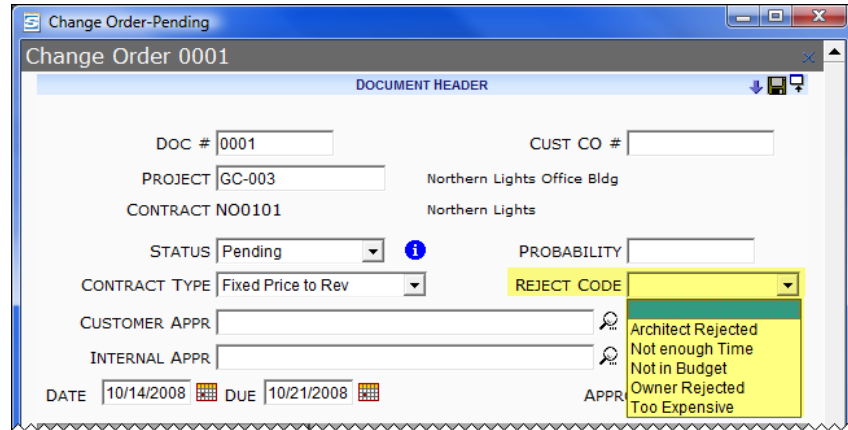 Change Order-Pending
Change Order 0001
DOCUMENT HEADER
DOC # 0001 CUST CO #
PROJECT GC-003 Northern Lights Office Bldg
CONTRACT NO0101 Northern Lights
STATUS Pending PROBABILITY
CONTRACT TYPE Fixed Price to Rev REJECT CODE
CUSTOMER APPR
Architect Rejected
Not enough Time
INTERNAL APPR
Not in Budget
DATE 10/14/2008 DUE 10/21/2008 APPR
Owner Rejected
Too Expensive